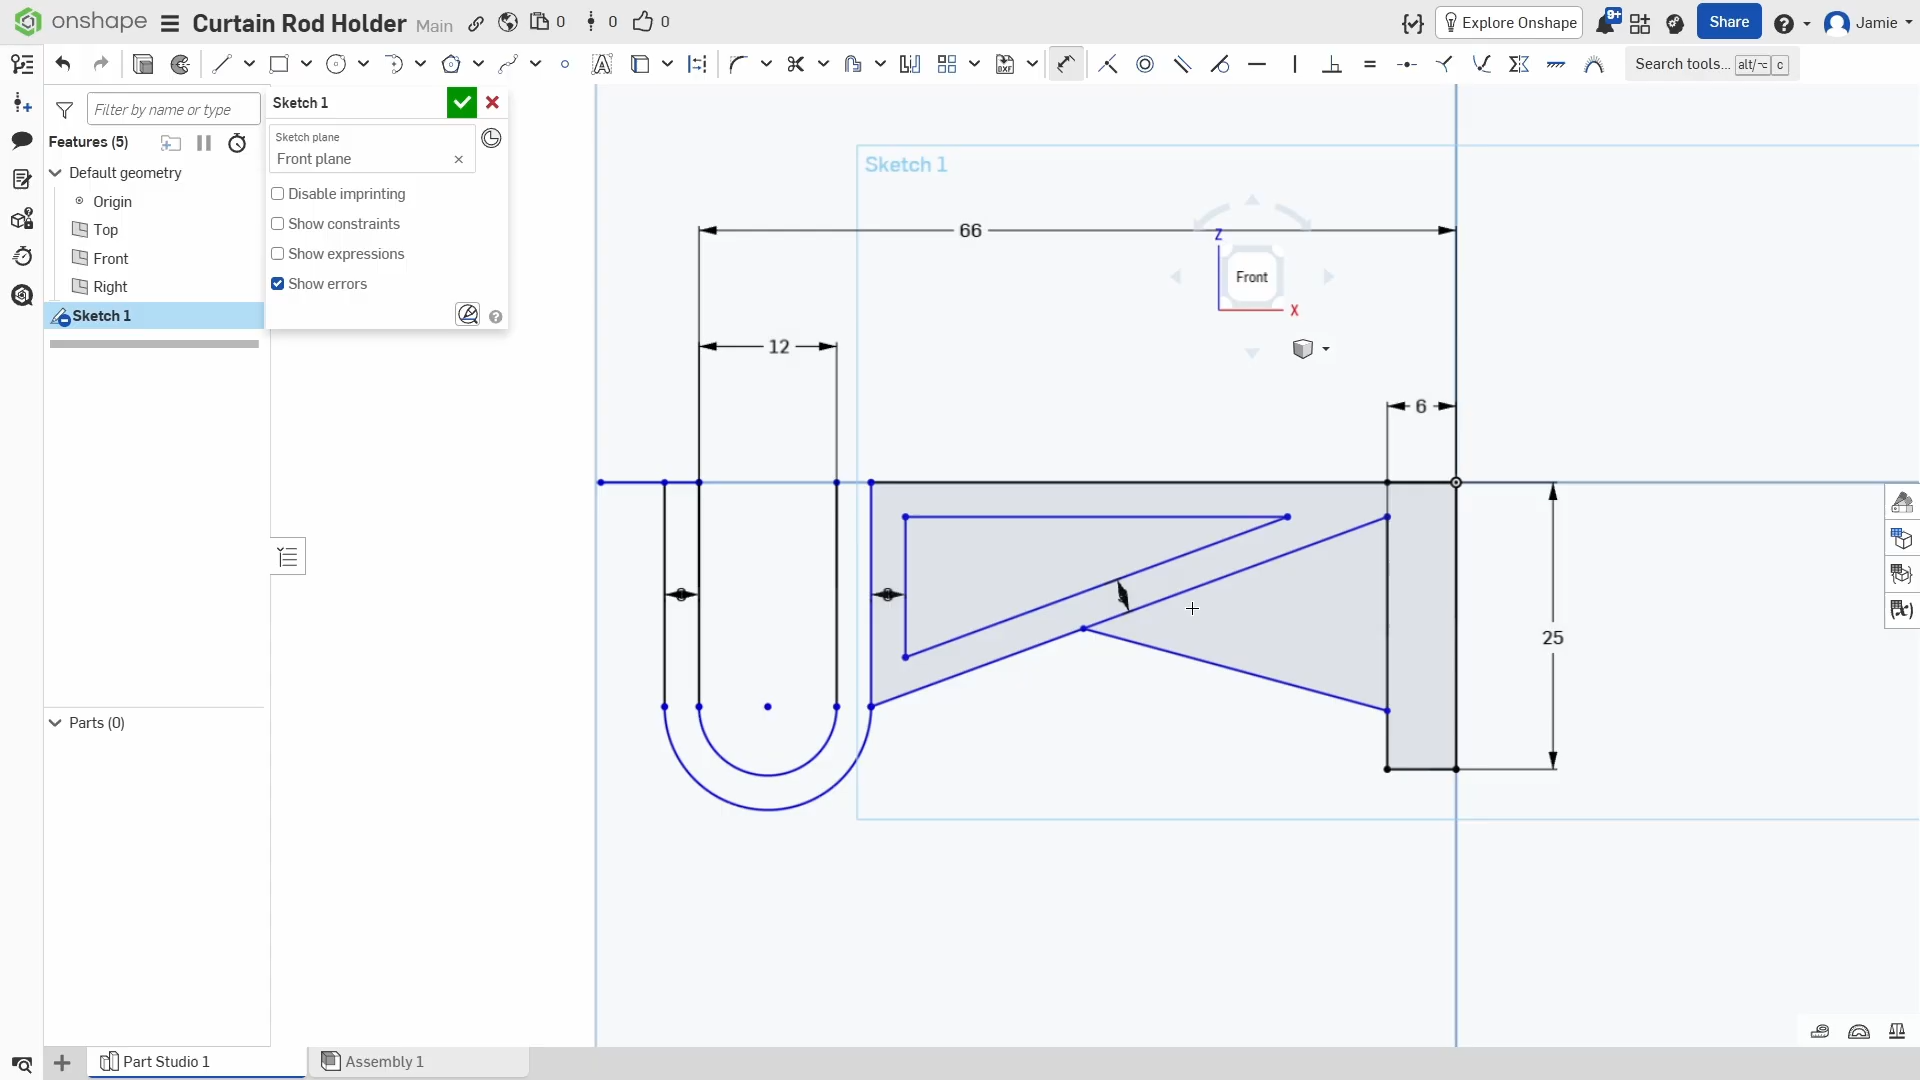 onshape Curtain Rod Holder Main 0 0 0 Explore Onshape 9+ Share Jamie
Search tools... alt/⌥ c
Filter by name or type
Features (5)
Default geometry
Origin
Top
Front
Right
Sketch 1
Parts (0)
Sketch 1
Sketch plane
Front plane
Disable imprinting
Show constraints
Show expressions
Show errors
Sketch 1
66
Z
Front
X
12
6
25
Part Studio 1
Assembly 1